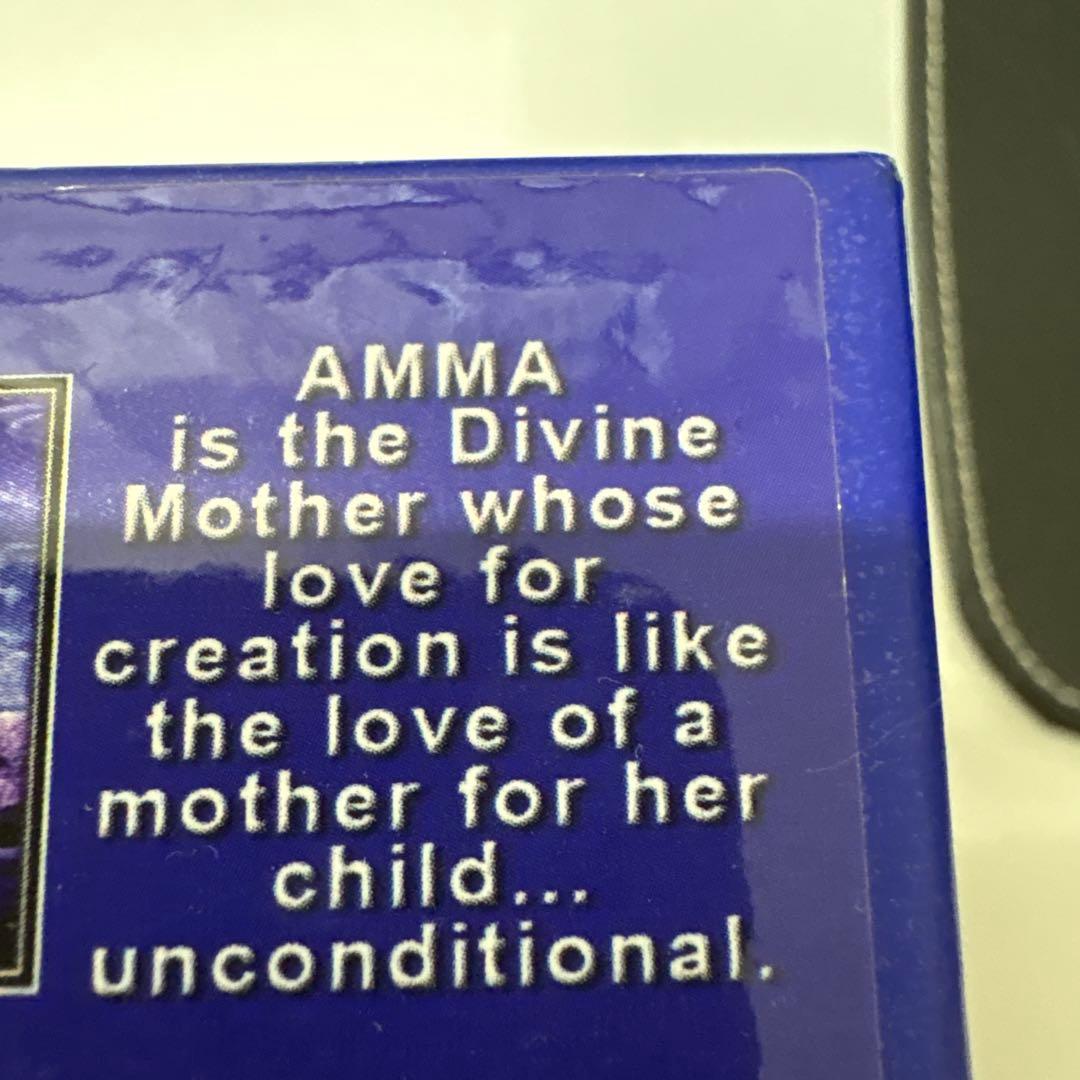 AMMA
is the Divine
Mother whose
love for
creation is like
the love of a
mother for her
child...
unconditional.